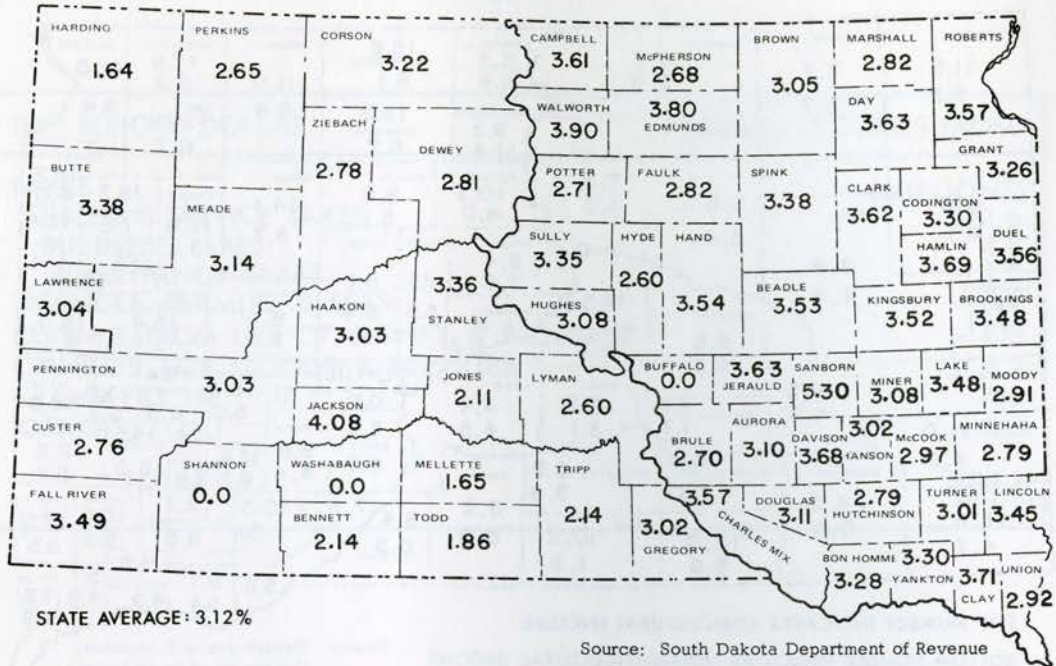 HARDING
1.64
PERKINS
2.65
CORSON
3.22
CAMPBELL
3.61
McPHERSON
2.68
BROWN
3.05
MARSHALL
2.82
ROBERTS
3.57
ZIEBACH
2.78
DEWEY
2.81
WALWORTH
3.90
3.80
EDMUNDS
DAY
3.63
GRANT
3.26
BUTTE
3.38
MEADE
3.14
POTTER
2.71
FAULK
2.82
SPINK
3.38
CLARK
3.62
CODINGTON
3.30
HAMLIN
3.69
DUEL
3.56
SULLY
3.35
HYDE
2.60
HAND
3.54
LAWRENCE
3.04
HAAKON
3.03
3.36
STANLEY
HUGHES
3.08
BEADLE
3.53
KINGSBURY
3.52
BROOKINGS
3.48
PENNINGTON
3.03
JACKSON
4.08
JONES
2.11
LYMAN
2.60
BUFFALO
0.0
3.63
JERAULD
SANBORN
5.30
MINER
3.08
LAKE
3.48
MOODY
2.91
CUSTER
2.76
SHANNON
0.0
WASHABAUGH
0.0
MELLETTE
1.65
TRIPP
2.14
BRULE
2.70
AURORA
3.10
DAVISON
3.68
3.02
HANSON
McCOOK
2.97
MINNEHAHA
2.79
FALL RIVER
3.49
BENNETT
2.14
TODD
1.86
3.02
GREGORY
3.57
CHARLES MIX
DOUGLAS
3.11
2.79
HUTCHINSON
TURNER
3.01
LINCOLN
3.45
BON HOMME
3.28
3.30
YANKTON
3.71
CLAY
UNION
2.92
STATE AVERAGE: 3.12%
Source: South Dakota Department of Revenue